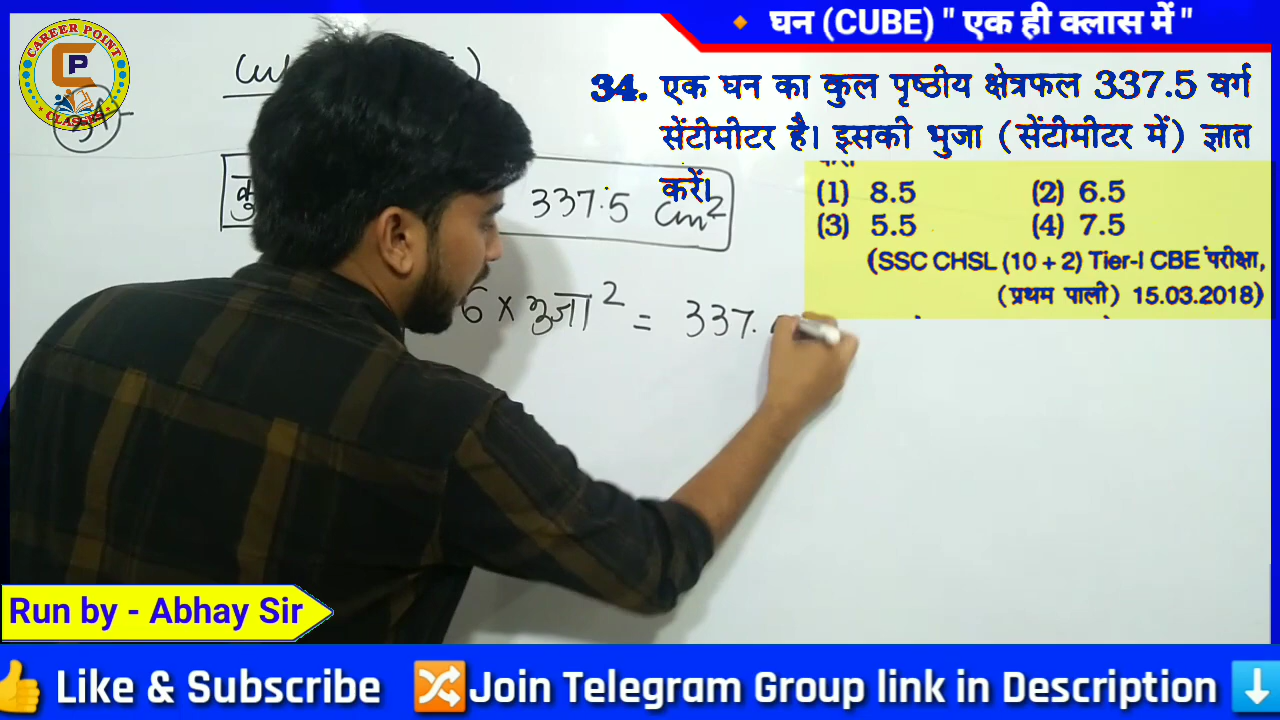 🔸 घन (CUBE) " एक ही क्लास में "
CAREER POINT
CP
CLASSES
34. एक घन का कुल पृष्ठीय क्षेत्रफल 337.5 वर्ग
सेंटीमीटर है। इसकी भुजा (सेंटीमीटर में) ज्ञात
करें।
(1) 8.5 (2) 6.5
(3) 5.5 (4) 7.5
(SSC CHSL (10 + 2) Tier-I CBE परीक्षा,
(प्रथम पाली) 15.03.2018)
337.5 cm²
6 × भुजा² = 337.
Run by - Abhay Sir
👍 Like & Subscribe 🔀 Join Telegram Group link in Description ⬇️